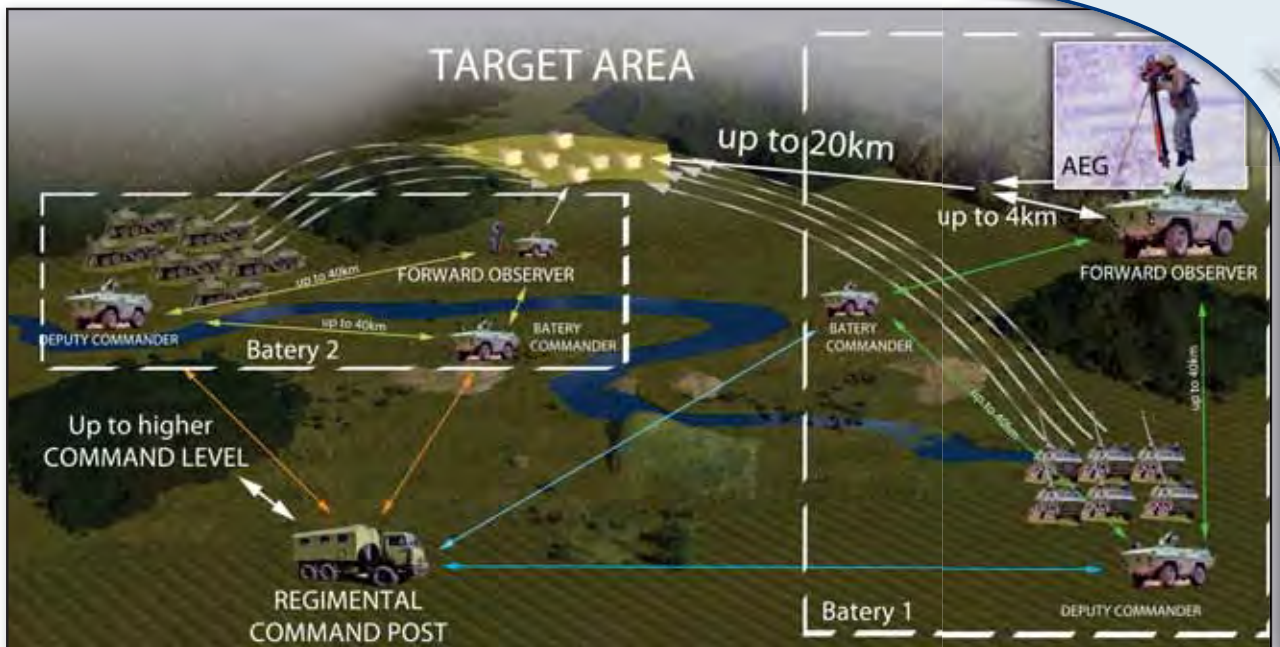 TARGET AREA
up to 20km
AEG
up to 4km
FORWARD OBSERVER
up to 40km
FORWARD OBSERVER
DEPUTY COMMANDER
up to 40km
BATERY
COMMANDER
Batery 2
BATERY
COMMANDER
up to 40km
up to 40km
Up to higher
COMMAND LEVEL
REGIMENTAL
COMMAND POST
Batery 1
DEPUTY COMMANDER